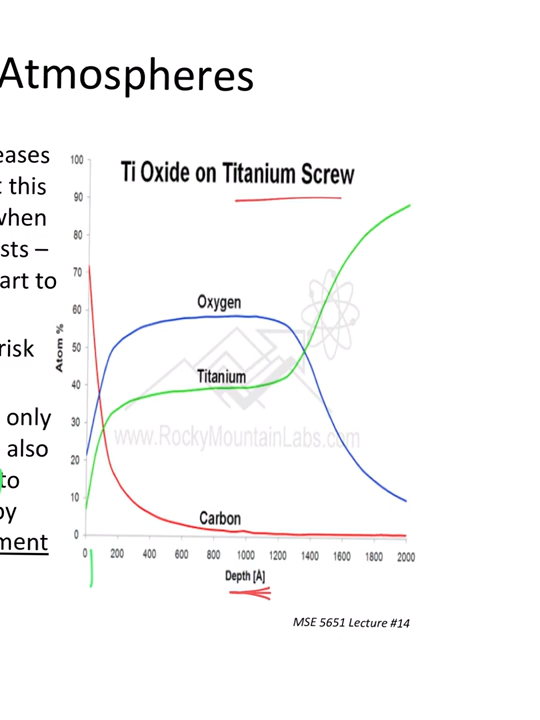 Atmospheres
eases
t this
when
sts –
art to
risk
only
also
to
by
ment
Ti Oxide on Titanium Screw
100
90
80
70
60
50
40
30
20
10
0
Atom %
Oxygen
Titanium
www.RockyMountainLabs.com
Carbon
0 200 400 600 800 1000 1200 1400 1600 1800 2000
Depth [A]
MSE 5651 Lecture #14